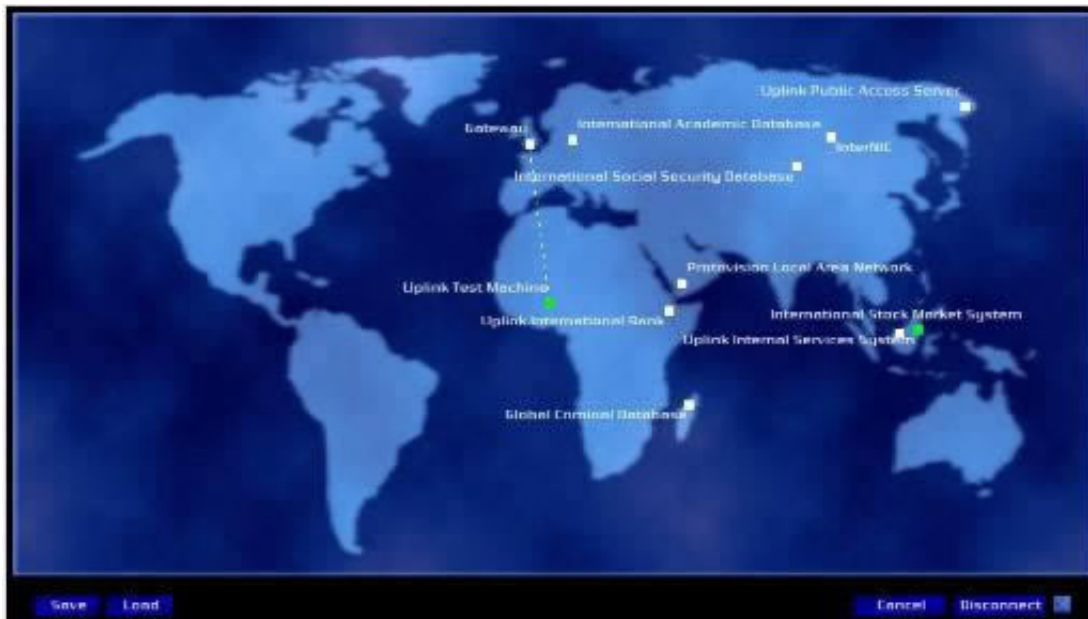 Uplink Public Access Server
Gateway
International Academic Database
InterNIC
International Social Security Database
Protovision Local Area Network
Uplink Test Machine
International Stock Market System
Uplink International Bank
Uplink Internal Services System
Global Criminal Database
Save
Load
Cancel
Disconnect